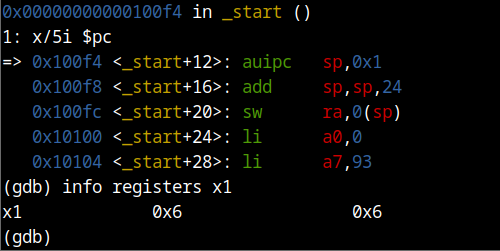 0x00000000000100f4 in _start ()
1: x/5i $pc
=> 0x100f4 <_start+12>: auipc   sp,0x1
   0x100f8 <_start+16>: add     sp,sp,24
   0x100fc <_start+20>: sw      ra,0(sp)
   0x10100 <_start+24>: li      a0,0
   0x10104 <_start+28>: li      a7,93
(gdb) info registers x1
x1             0x6                 0x6
(gdb)